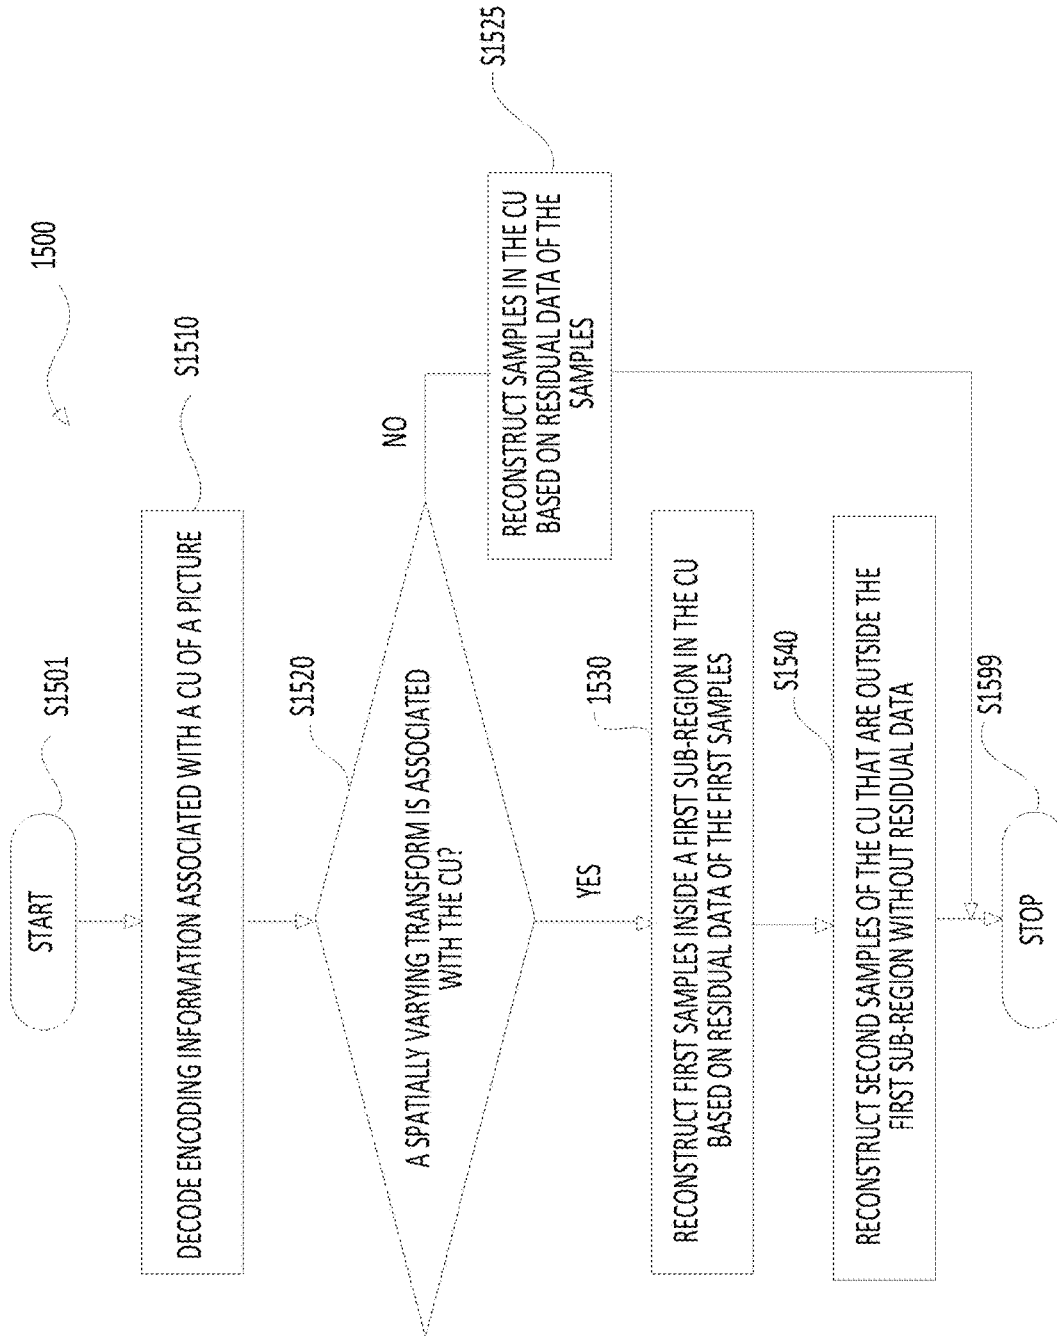 1500
START
S1501
DECODE ENCODING INFORMATION ASSOCIATED WITH A CU OF A PICTURE
S1510
A SPATIALLY VARYING TRANSFORM IS ASSOCIATED
WITH THE CU?
S1520
NO
RECONSTRUCT SAMPLES IN THE CU
BASED ON RESIDUAL DATA OF THE
SAMPLES
S1525
YES
RECONSTRUCT FIRST SAMPLES INSIDE A FIRST SUB-REGION IN THE CU
BASED ON RESIDUAL DATA OF THE FIRST SAMPLES
1530
RECONSTRUCT SECOND SAMPLES OF THE CU THAT ARE OUTSIDE THE
FIRST SUB-REGION WITHOUT RESIDUAL DATA
S1540
STOP
S1599